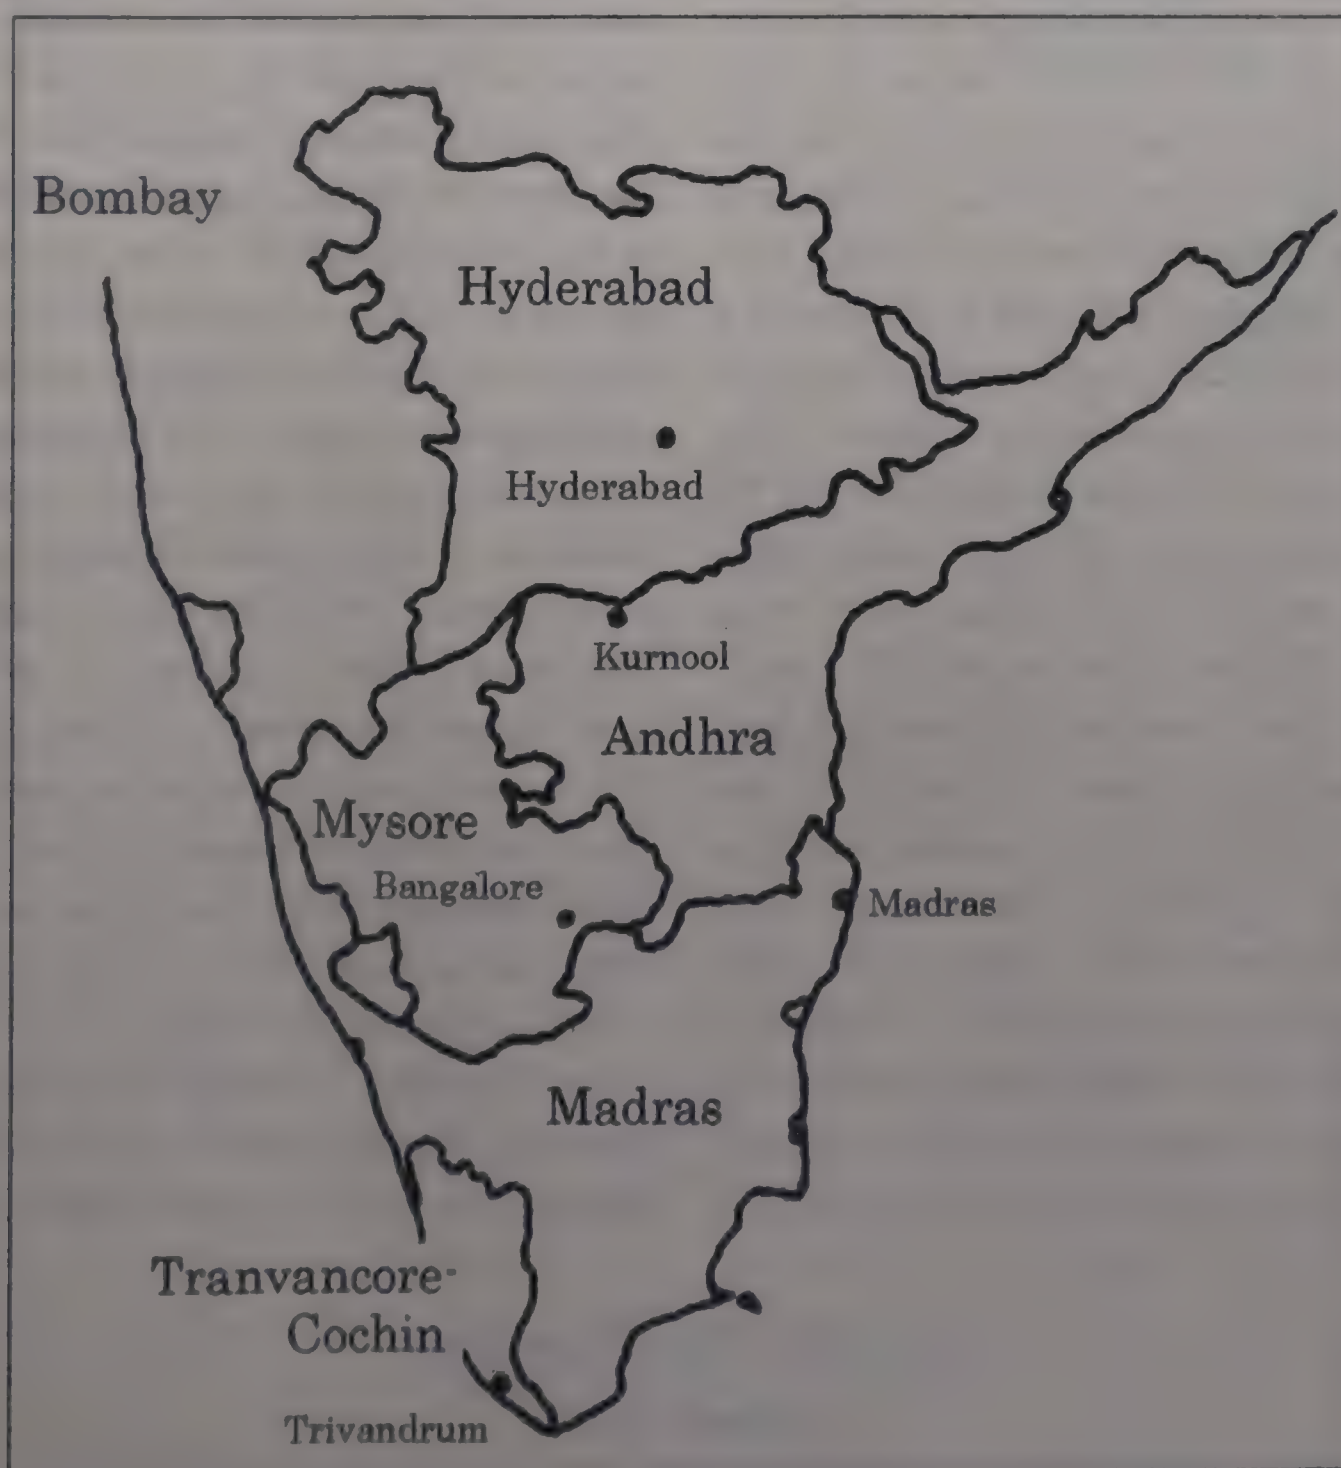 Bombay
Hyderabad
Hyderabad
Kurnool
Andhra
Mysore
Bangalore
Madras
Madras
Tranvancore-
Cochin
Trivandrum